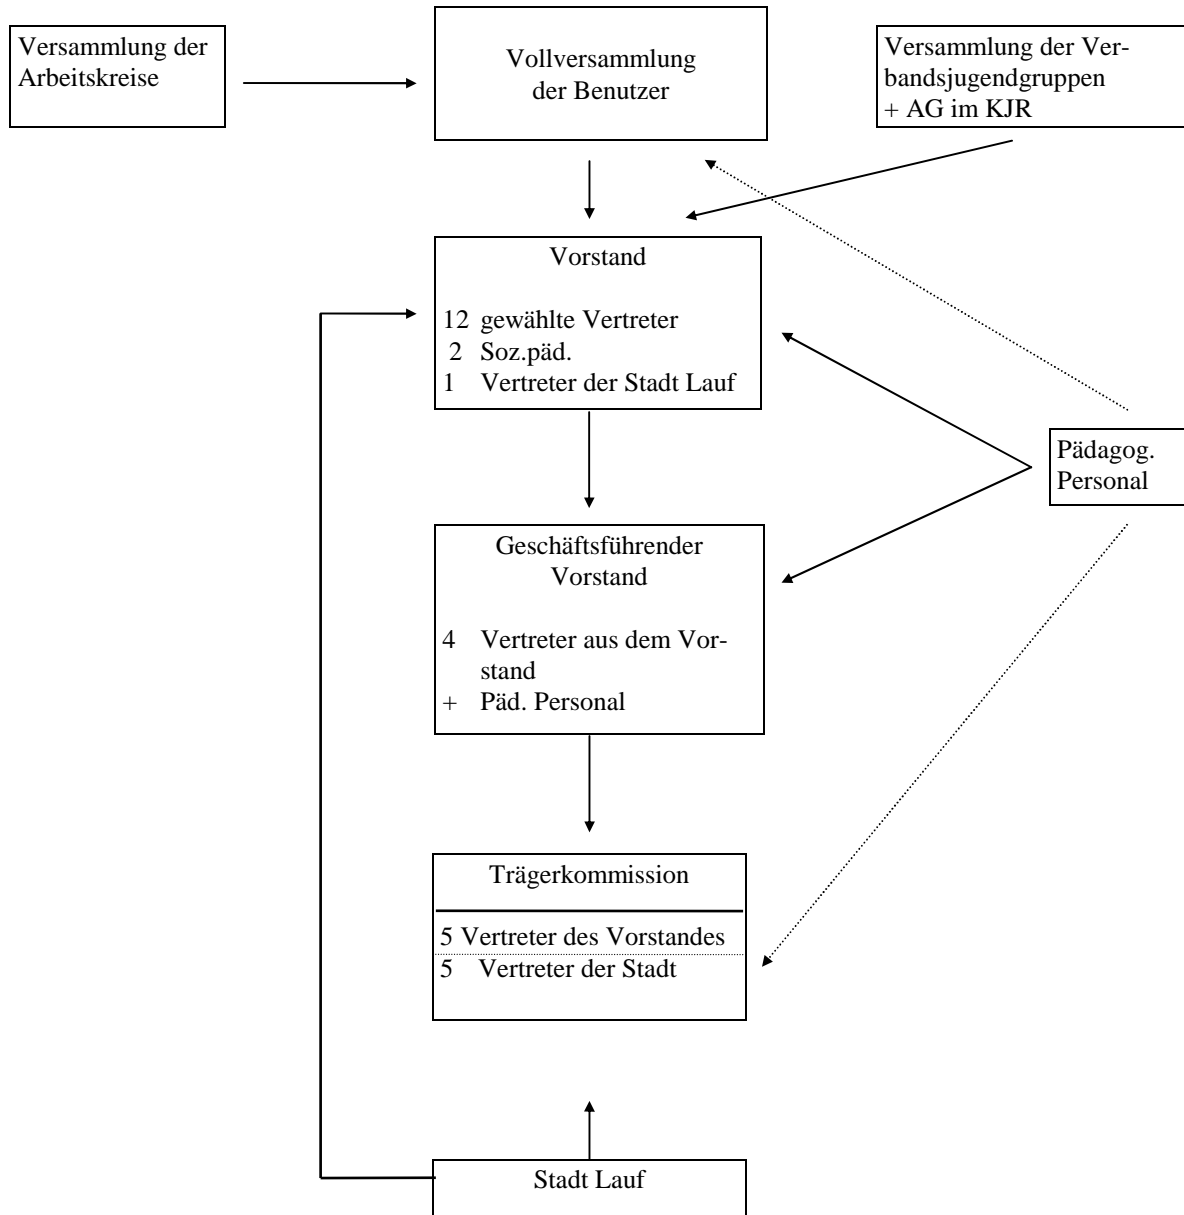 Versammlung der
Arbeitskreise
Vollversammlung
der Benutzer
Versammlung der Ver-
bandsjugendgruppen
+ AG im KJR
Vorstand
12 gewählte Vertreter
2 Soz.päd.
1 Vertreter der Stadt Lauf
Pädagog.
Personal
Geschäftsführender
Vorstand
4 Vertreter aus dem Vor-
stand
+ Päd. Personal
Trägerkommission
5 Vertreter des Vorstandes
5 Vertreter der Stadt
Stadt Lauf